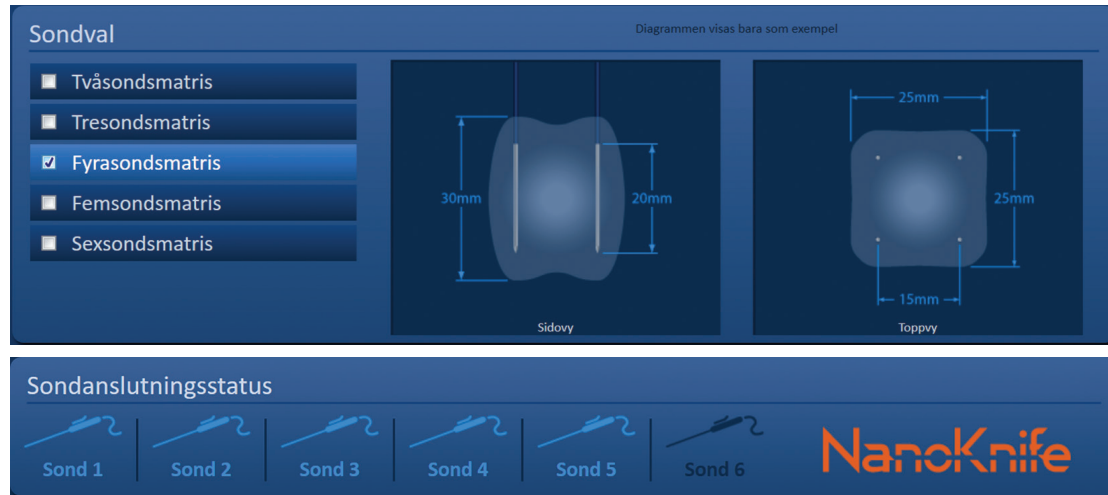 Sondval
Diagrammen visas bara som exempel
Tvåsondsmatris
Tresondsmatris
Fyrasondsmatris
Femsondsmatris
Sexsondsmatris
30mm
20mm
Sidovy
25mm
25mm
15mm
Toppvy
Sondanslutningsstatus
Sond 1
Sond 2
Sond 3
Sond 4
Sond 5
Sond 6
NanoKnife